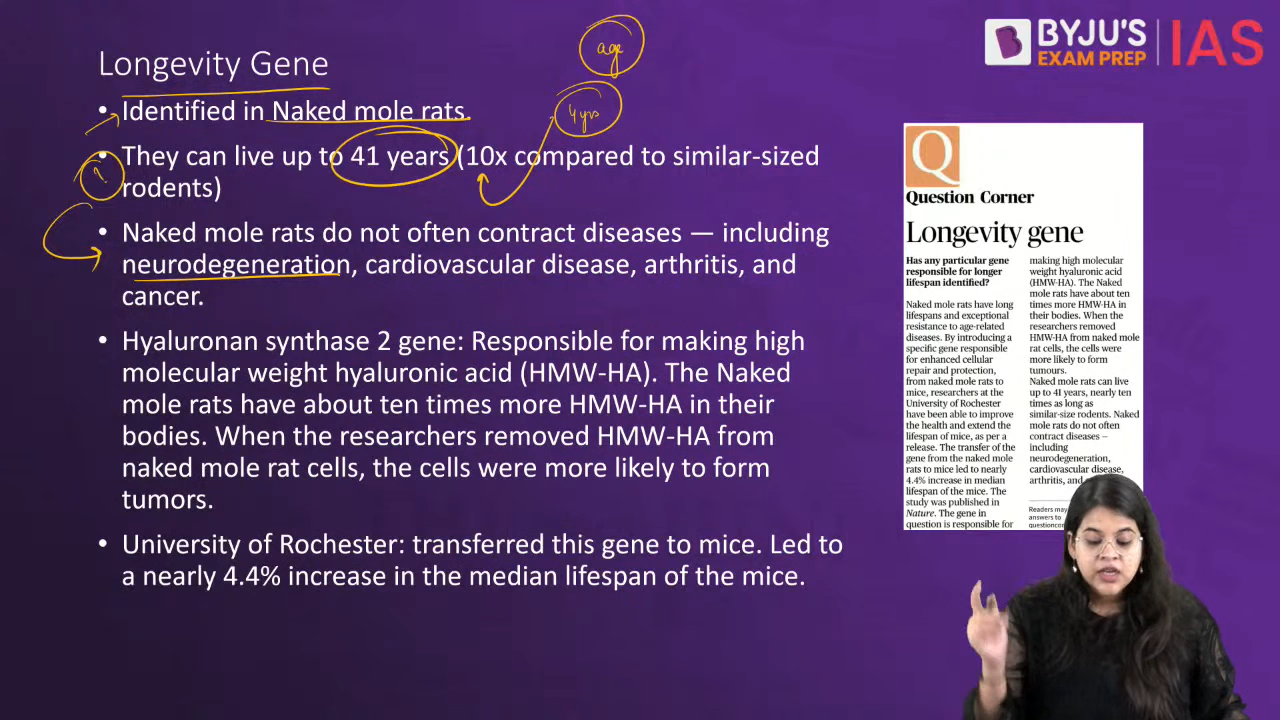 BYJU'S
EXAM PREP
IAS
Longevity Gene
age
• Identified in Naked mole rats.
4 yrs
• They can live up to 41 years (10x compared to similar-sized
rodents)
?
• Naked mole rats do not often contract diseases — including
neurodegeneration, cardiovascular disease, arthritis, and
cancer.
• Hyaluronan synthase 2 gene: Responsible for making high
molecular weight hyaluronic acid (HMW-HA). The Naked
mole rats have about ten times more HMW-HA in their
bodies. When the researchers removed HMW-HA from
naked mole rat cells, the cells were more likely to form
tumors.
• University of Rochester: transferred this gene to mice. Led to
a nearly 4.4% increase in the median lifespan of the mice.
Q
Question Corner
Longevity gene
Has any particular gene
responsible for longer
lifespan identified?
Naked mole rats have long
lifespans and exceptional
resistance to age-related
diseases. By introducing a
specific gene responsible
for enhanced cellular
repair and protection,
from naked mole rats to
mice, researchers at the
University of Rochester
have been able to improve
the health and extend the
lifespan of mice, as per a
release. The transfer of the
gene from the naked mole
rats to mice led to nearly
4.4% increase in median
lifespan of the mice. The
study was published in
Nature. The gene in
question is responsible for
making high molecular
weight hyaluronic acid
(HMW-HA). The Naked
mole rats have about ten
times more HMW-HA in
their bodies. When the
researchers removed
HMW-HA from naked mole
rat cells, the cells were
more likely to form
tumours.
Naked mole rats can live
up to 41 years, nearly ten
times as long as
similar-size rodents. Naked
mole rats do not often
contract diseases —
including
neurodegeneration,
cardiovascular disease,
arthritis, and
Readers may
answers to